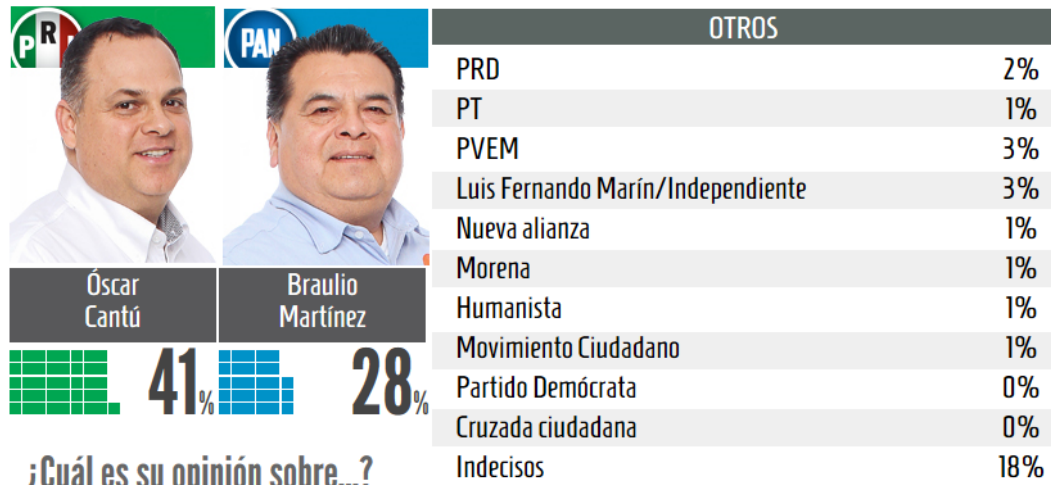 PR
PAN
Óscar
Cantú
41%
Braulio
Martínez
28%
OTROS
PRD 2%
PT 1%
PVEM 3%
Luis Fernando Marín/Independiente 3%
Nueva alianza 1%
Morena 1%
Humanista 1%
Movimiento Ciudadano 1%
Partido Demócrata 0%
Cruzada ciudadana 0%
Indecisos 18%
¿Cuál es su opinión sobre...?